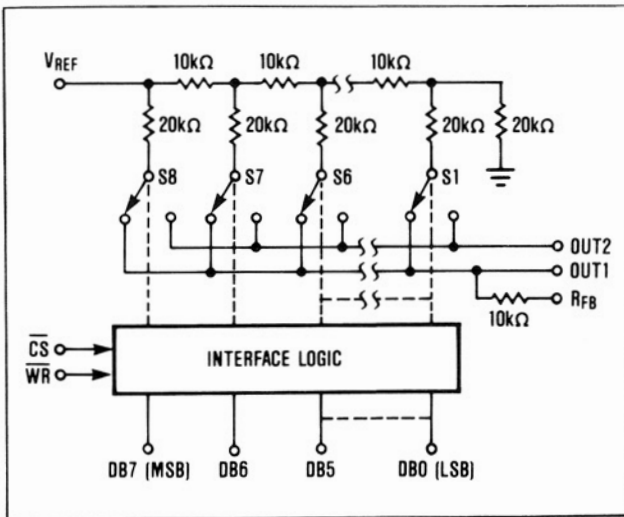 VREF
10kΩ 10kΩ 10kΩ
20kΩ 20kΩ 20kΩ 20kΩ 20kΩ
S8 S7 S6 S1
OUT2
OUT1
RFB
10kΩ
CS
WR
INTERFACE LOGIC
DB7 (MSB) DB6 DB5 DB0 (LSB)